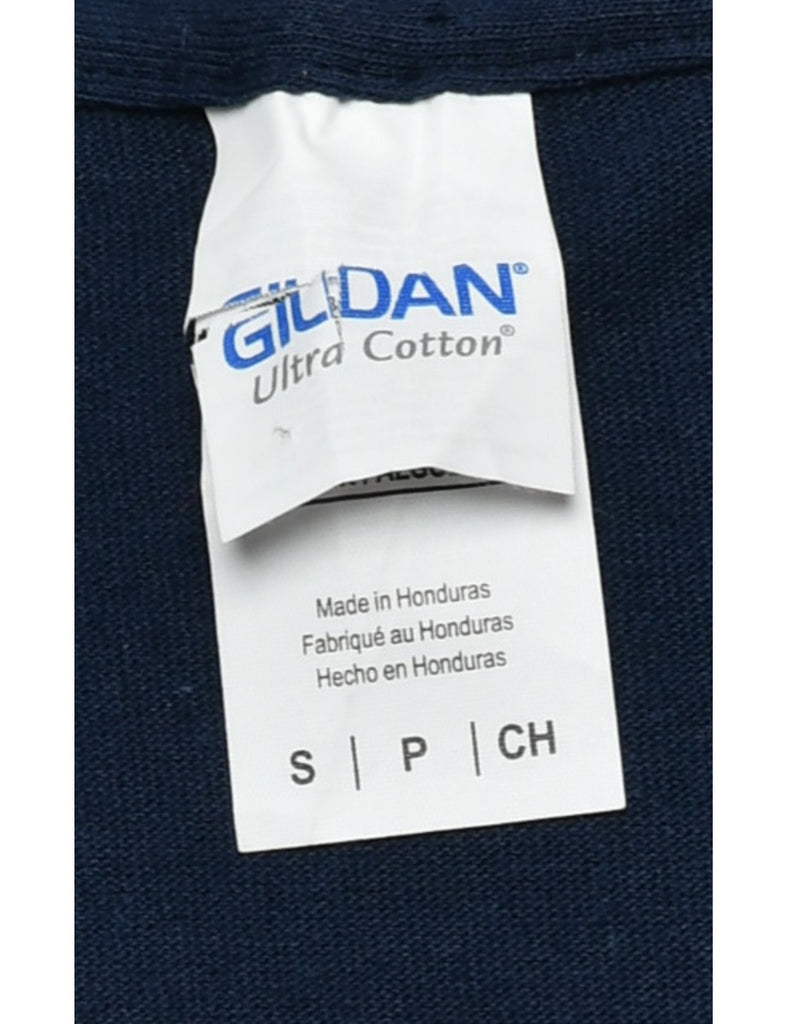 GILDAN®
Ultra Cotton®
Made in Honduras
Fabriqué au Honduras
Hecho en Honduras
S | P | CH